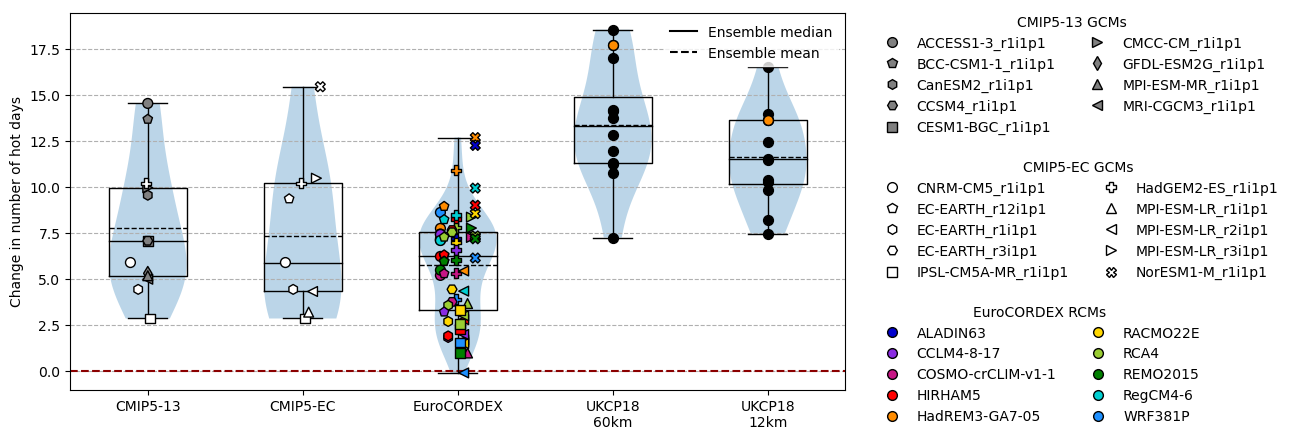 Change in number of hot days
17.5
15.0
12.5
10.0
7.5
5.0
2.5
0.0
Ensemble median
Ensemble mean
CMIP5-13
CMIP5-EC
EuroCORDEX
UKCP18
60km
UKCP18
12km
CMIP5-13 GCMs
ACCESS1-3_r1i1p1
BCC-CSM1-1_r1i1p1
CanESM2_r1i1p1
CCSM4_r1i1p1
CESM1-BGC_r1i1p1
CMCC-CM_r1i1p1
GFDL-ESM2G_r1i1p1
MPI-ESM-MR_r1i1p1
MRI-CGCM3_r1i1p1
CMIP5-EC GCMs
CNRM-CM5_r1i1p1
EC-EARTH_r12i1p1
EC-EARTH_r1i1p1
EC-EARTH_r3i1p1
IPSL-CM5A-MR_r1i1p1
HadGEM2-ES_r1i1p1
MPI-ESM-LR_r1i1p1
MPI-ESM-LR_r2i1p1
MPI-ESM-LR_r3i1p1
NorESM1-M_r1i1p1
EuroCORDEX RCMs
ALADIN63
CCLM4-8-17
COSMO-crCLIM-v1-1
HIRHAM5
HadREM3-GA7-05
RACMO22E
RCA4
REMO2015
RegCM4-6
WRF381P